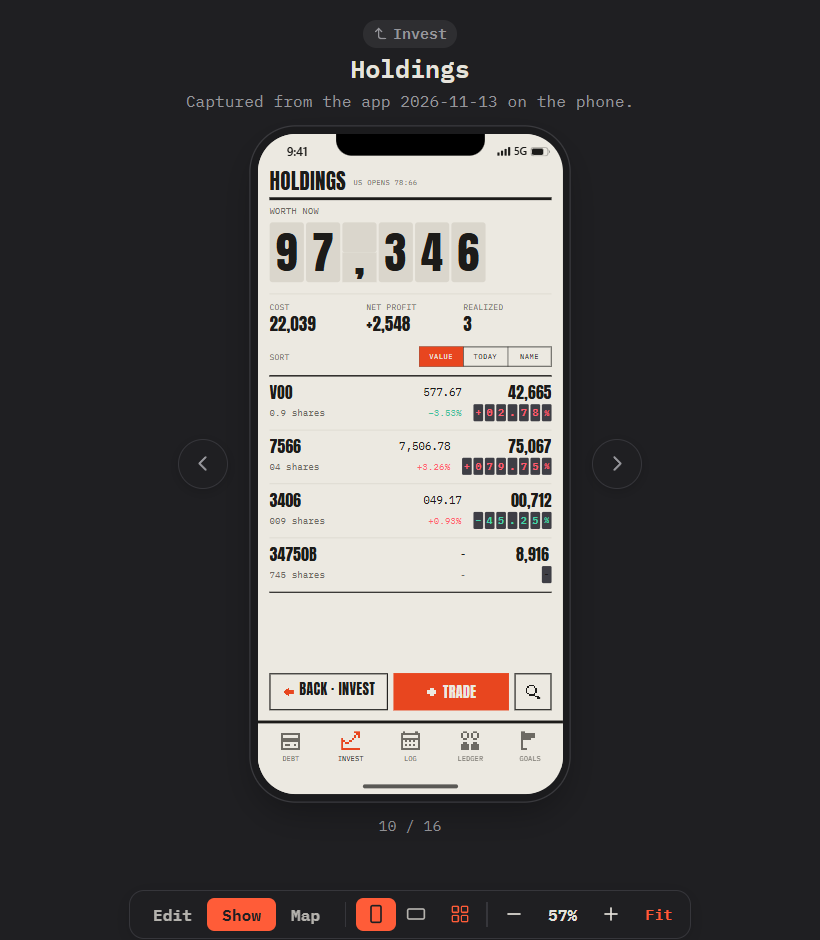 Invest
Holdings
Captured from the app 2026-11-13 on the phone.
9:41 5G
HOLDINGS US OPENS 78:66
WORTH NOW
97,346
COST NET PROFIT REALIZED
22,039 +2,548 3
SORT VALUE TODAY NAME
VOO 577.67 42,665
0.9 shares -3.53% +02.78%
7566 7,506.78 75,067
04 shares +3.26% +079.75%
3406 049.17 00,712
009 shares +0.93% -45.25%
34750B - 8,916
745 shares - -
BACK · INVEST TRADE
DEBT INVEST LOG LEDGER GOALS
10 / 16
Edit Show Map 57% Fit